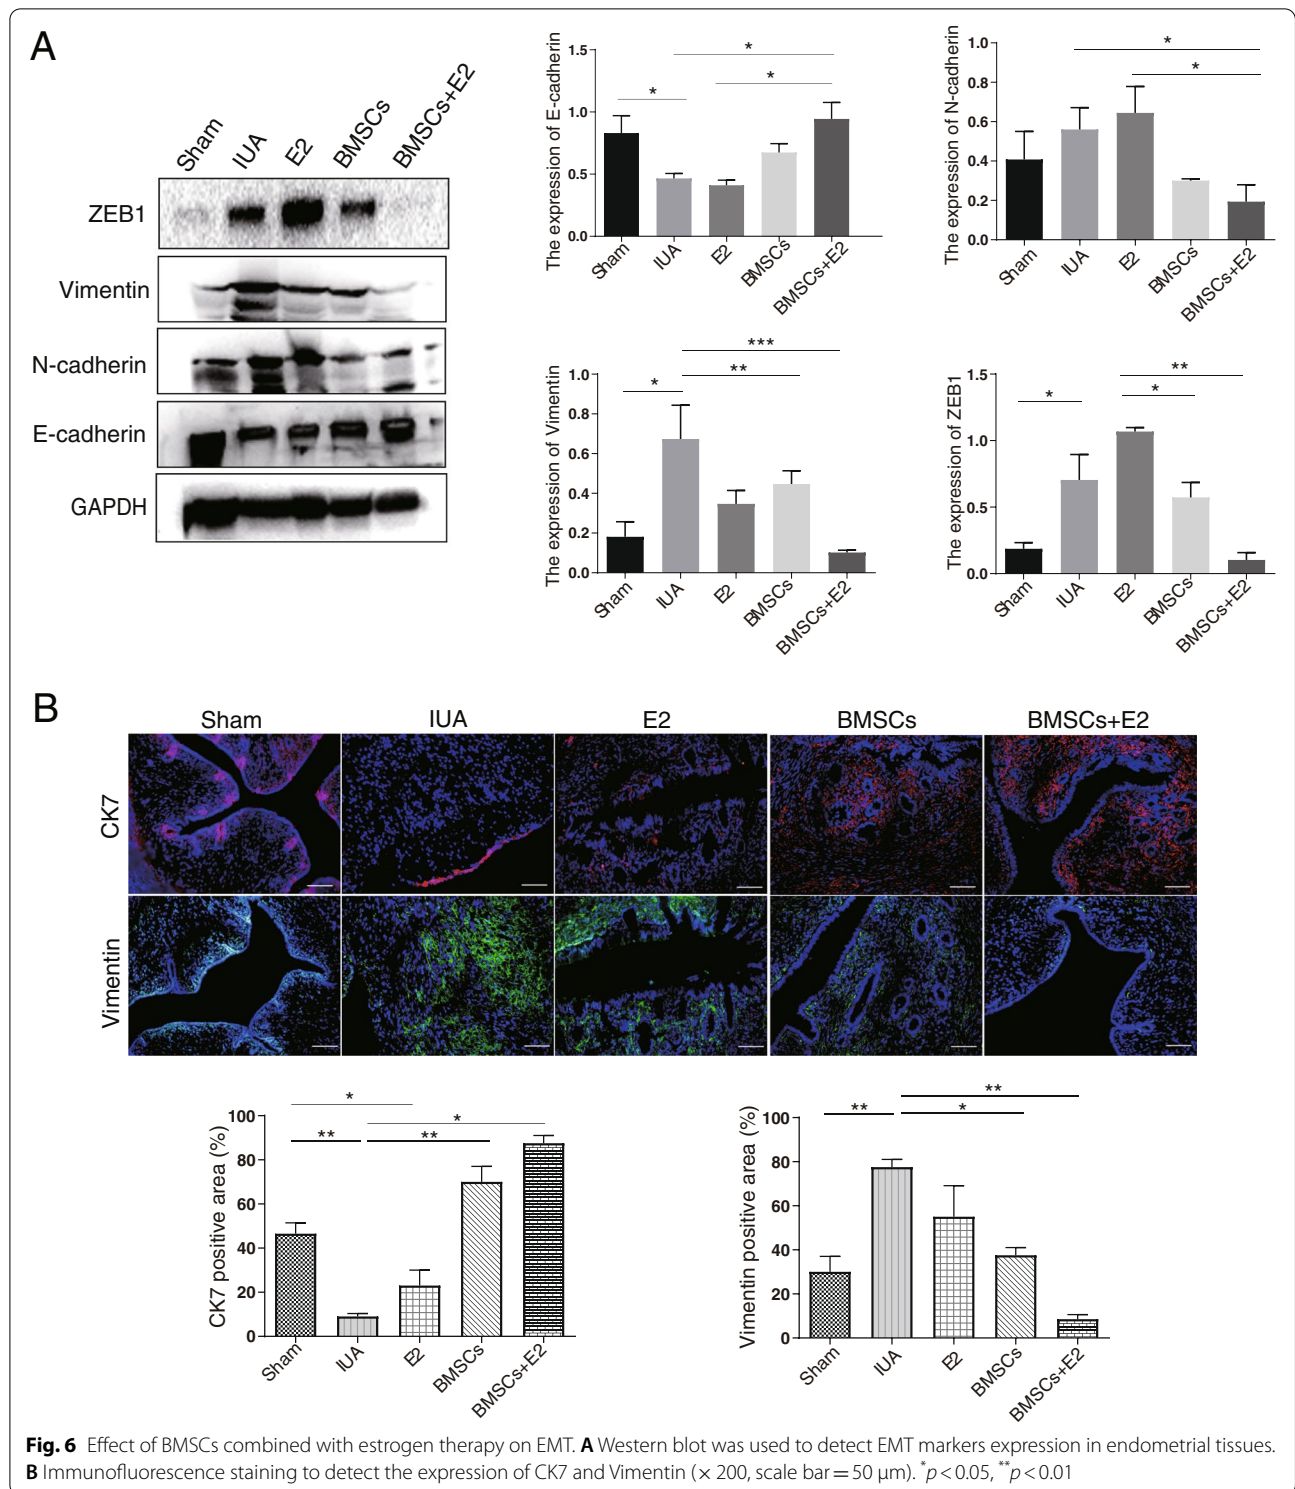 A
Sham
IUA
E2
BMSCs
BMSCs+E2
ZEB1
Vimentin
N-cadherin
E-cadherin
GAPDH
The expression of E-cadherin
1.5
1.0
0.5
0.0
*
*
*
Sham
IUA
E2
BMSCs
BMSCs+E2
The expression of N-cadherin
1.0
0.8
0.6
0.4
0.2
0.0
*
*
Sham
IUA
E2
BMSCs
BMSCs+E2
The expression of Vimentin
1.0
0.8
0.6
0.4
0.2
0.0
***
**
*
Sham
IUA
E2
BMSCs
BMSCs+E2
The expression of ZEB1
1.5
1.0
0.5
0.0
**
*
*
Sham
IUA
E2
BMSCs
BMSCs+E2
B
Sham
IUA
E2
BMSCs
BMSCs+E2
CK7
Vimentin
CK7 positive area (%)
100
80
60
40
20
0
*
*
**
**
Sham
IUA
E2
BMSCs
BMSCs+E2
Vimentin positive area (%)
100
80
60
40
20
0
**
**
*
Sham
IUA
E2
BMSCs
BMSCs+E2
Fig. 6 Effect of BMSCs combined with estrogen therapy on EMT. A Western blot was used to detect EMT markers expression in endometrial tissues.
B Immunofluorescence staining to detect the expression of CK7 and Vimentin (× 200, scale bar = 50 μm). *p < 0.05, **p < 0.01